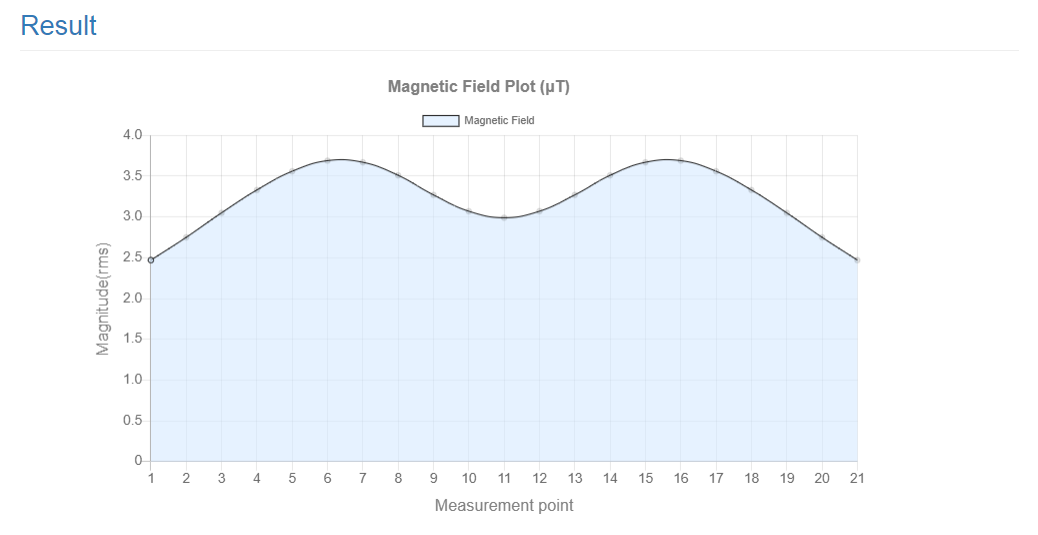 Result
Magnetic Field Plot (µT)
Magnetic Field
4.0
3.5
3.0
2.5
2.0
1.5
1.0
0.5
0
Magnitude(rms)
1 2 3 4 5 6 7 8 9 10 11 12 13 14 15 16 17 18 19 20 21
Measurement point